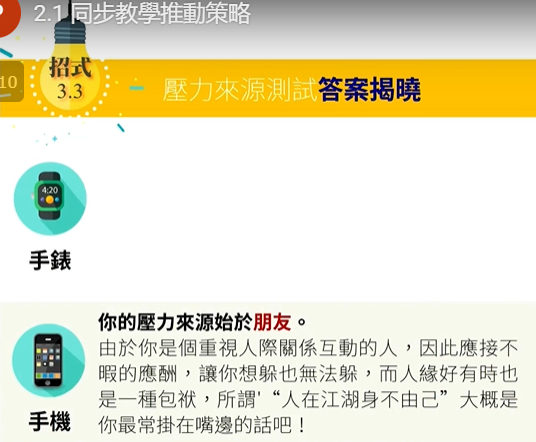 2.1 同步教學推動策略
10
招式
3.3
壓力來源測試答案揭曉
4:20
手錶
你的壓力來源始於朋友。
由於你是個重視人際關係互動的人，因此應接不
暇的應酬，讓你想躲也無法躲，而人緣好有時也
是一種包袱，所謂'“人在江湖身不由己”大概是
你最常掛在嘴邊的話吧！
手機